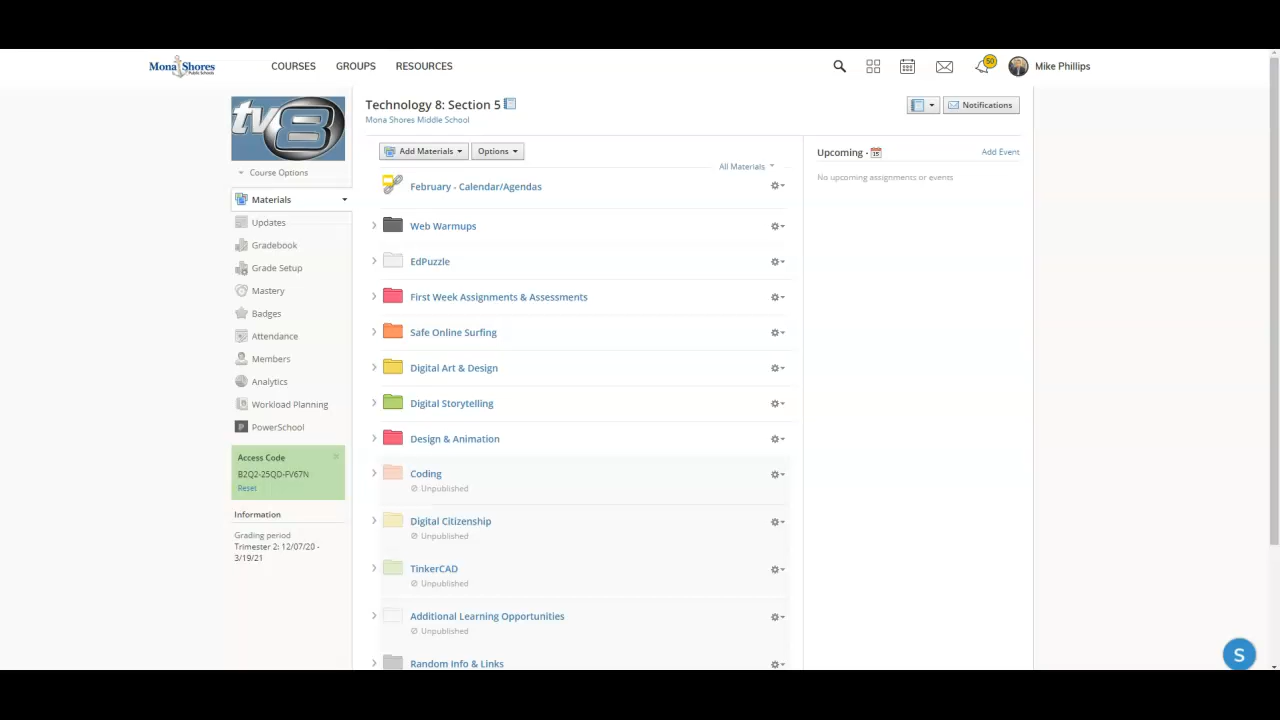 Mona Shores
Public Schools
COURSES
GROUPS
RESOURCES
50
Mike Phillips
tv8
Course Options
Materials
Updates
Gradebook
Grade Setup
Mastery
Badges
Attendance
Members
Analytics
Workload Planning
P PowerSchool
Access Code
B2Q2-25QD-FV67N
Reset
Information
Grading period
Trimester 2: 12/07/20 -
3/19/21
Technology 8: Section 5
Mona Shores Middle School
Notifications
Add Materials
Options
All Materials
February - Calendar/Agendas
Web Warmups
EdPuzzle
First Week Assignments & Assessments
Safe Online Surfing
Digital Art & Design
Digital Storytelling
Design & Animation
Coding
Unpublished
Digital Citizenship
Unpublished
TinkerCAD
Unpublished
Additional Learning Opportunities
Unpublished
Random Info & Links
Upcoming · 15
Add Event
No upcoming assignments or events
S